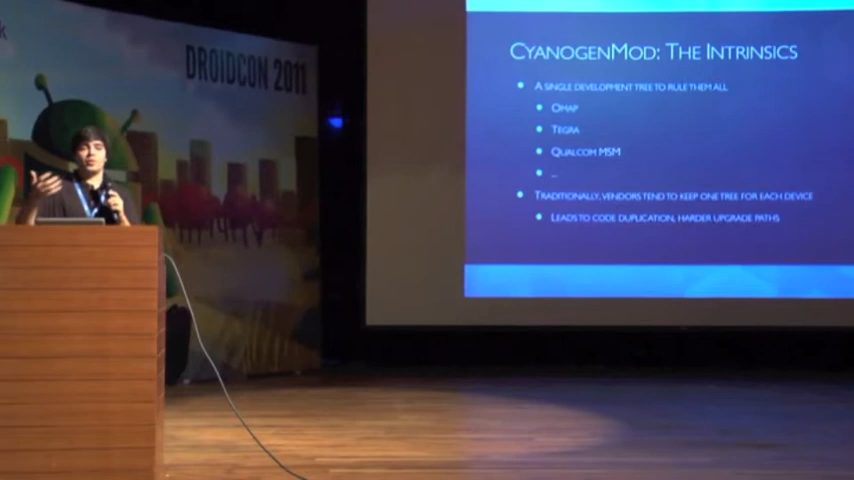 k
DROIDCON 2011
CYANOGENMOD: THE INTRINSICS
A SINGLE DEVELOPMENT TREE TO RULE THEM ALL
OMAP
TEGRA
QUALCOM MSM
...
TRADITIONALLY, VENDORS TEND TO KEEP ONE TREE FOR EACH DEVICE
LEADS TO CODE DUPLICATION, HARDER UPGRADE PATHS